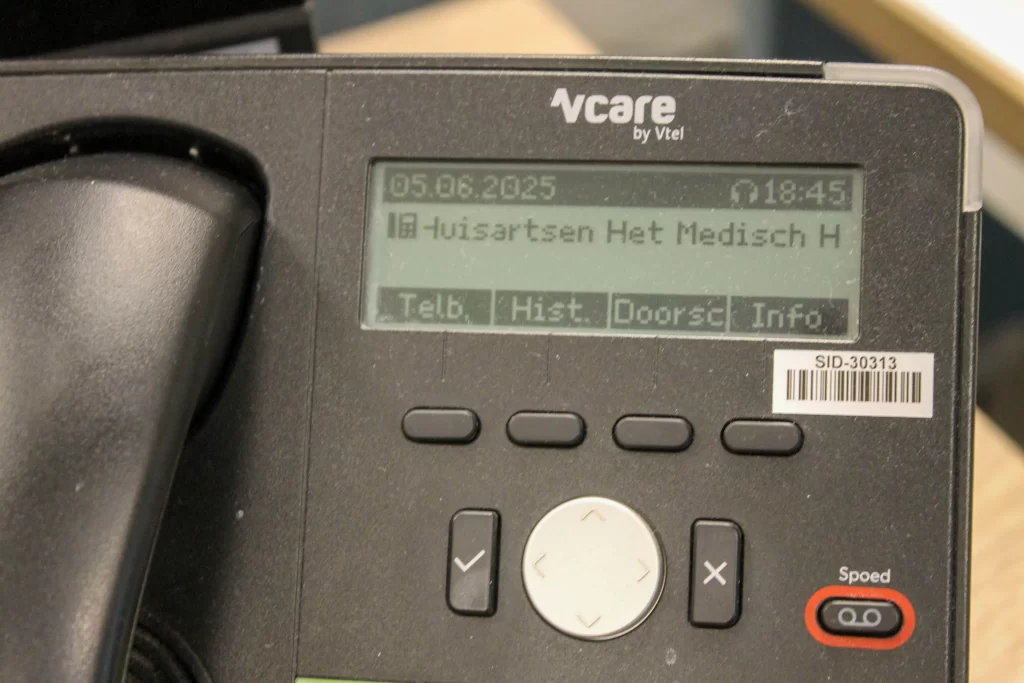 vcare
by Vtel
05.06.2025 18:45
Huisartsen Het Medisch H
Telb. Hist. Doorsc Info
SID-30313
Spoed